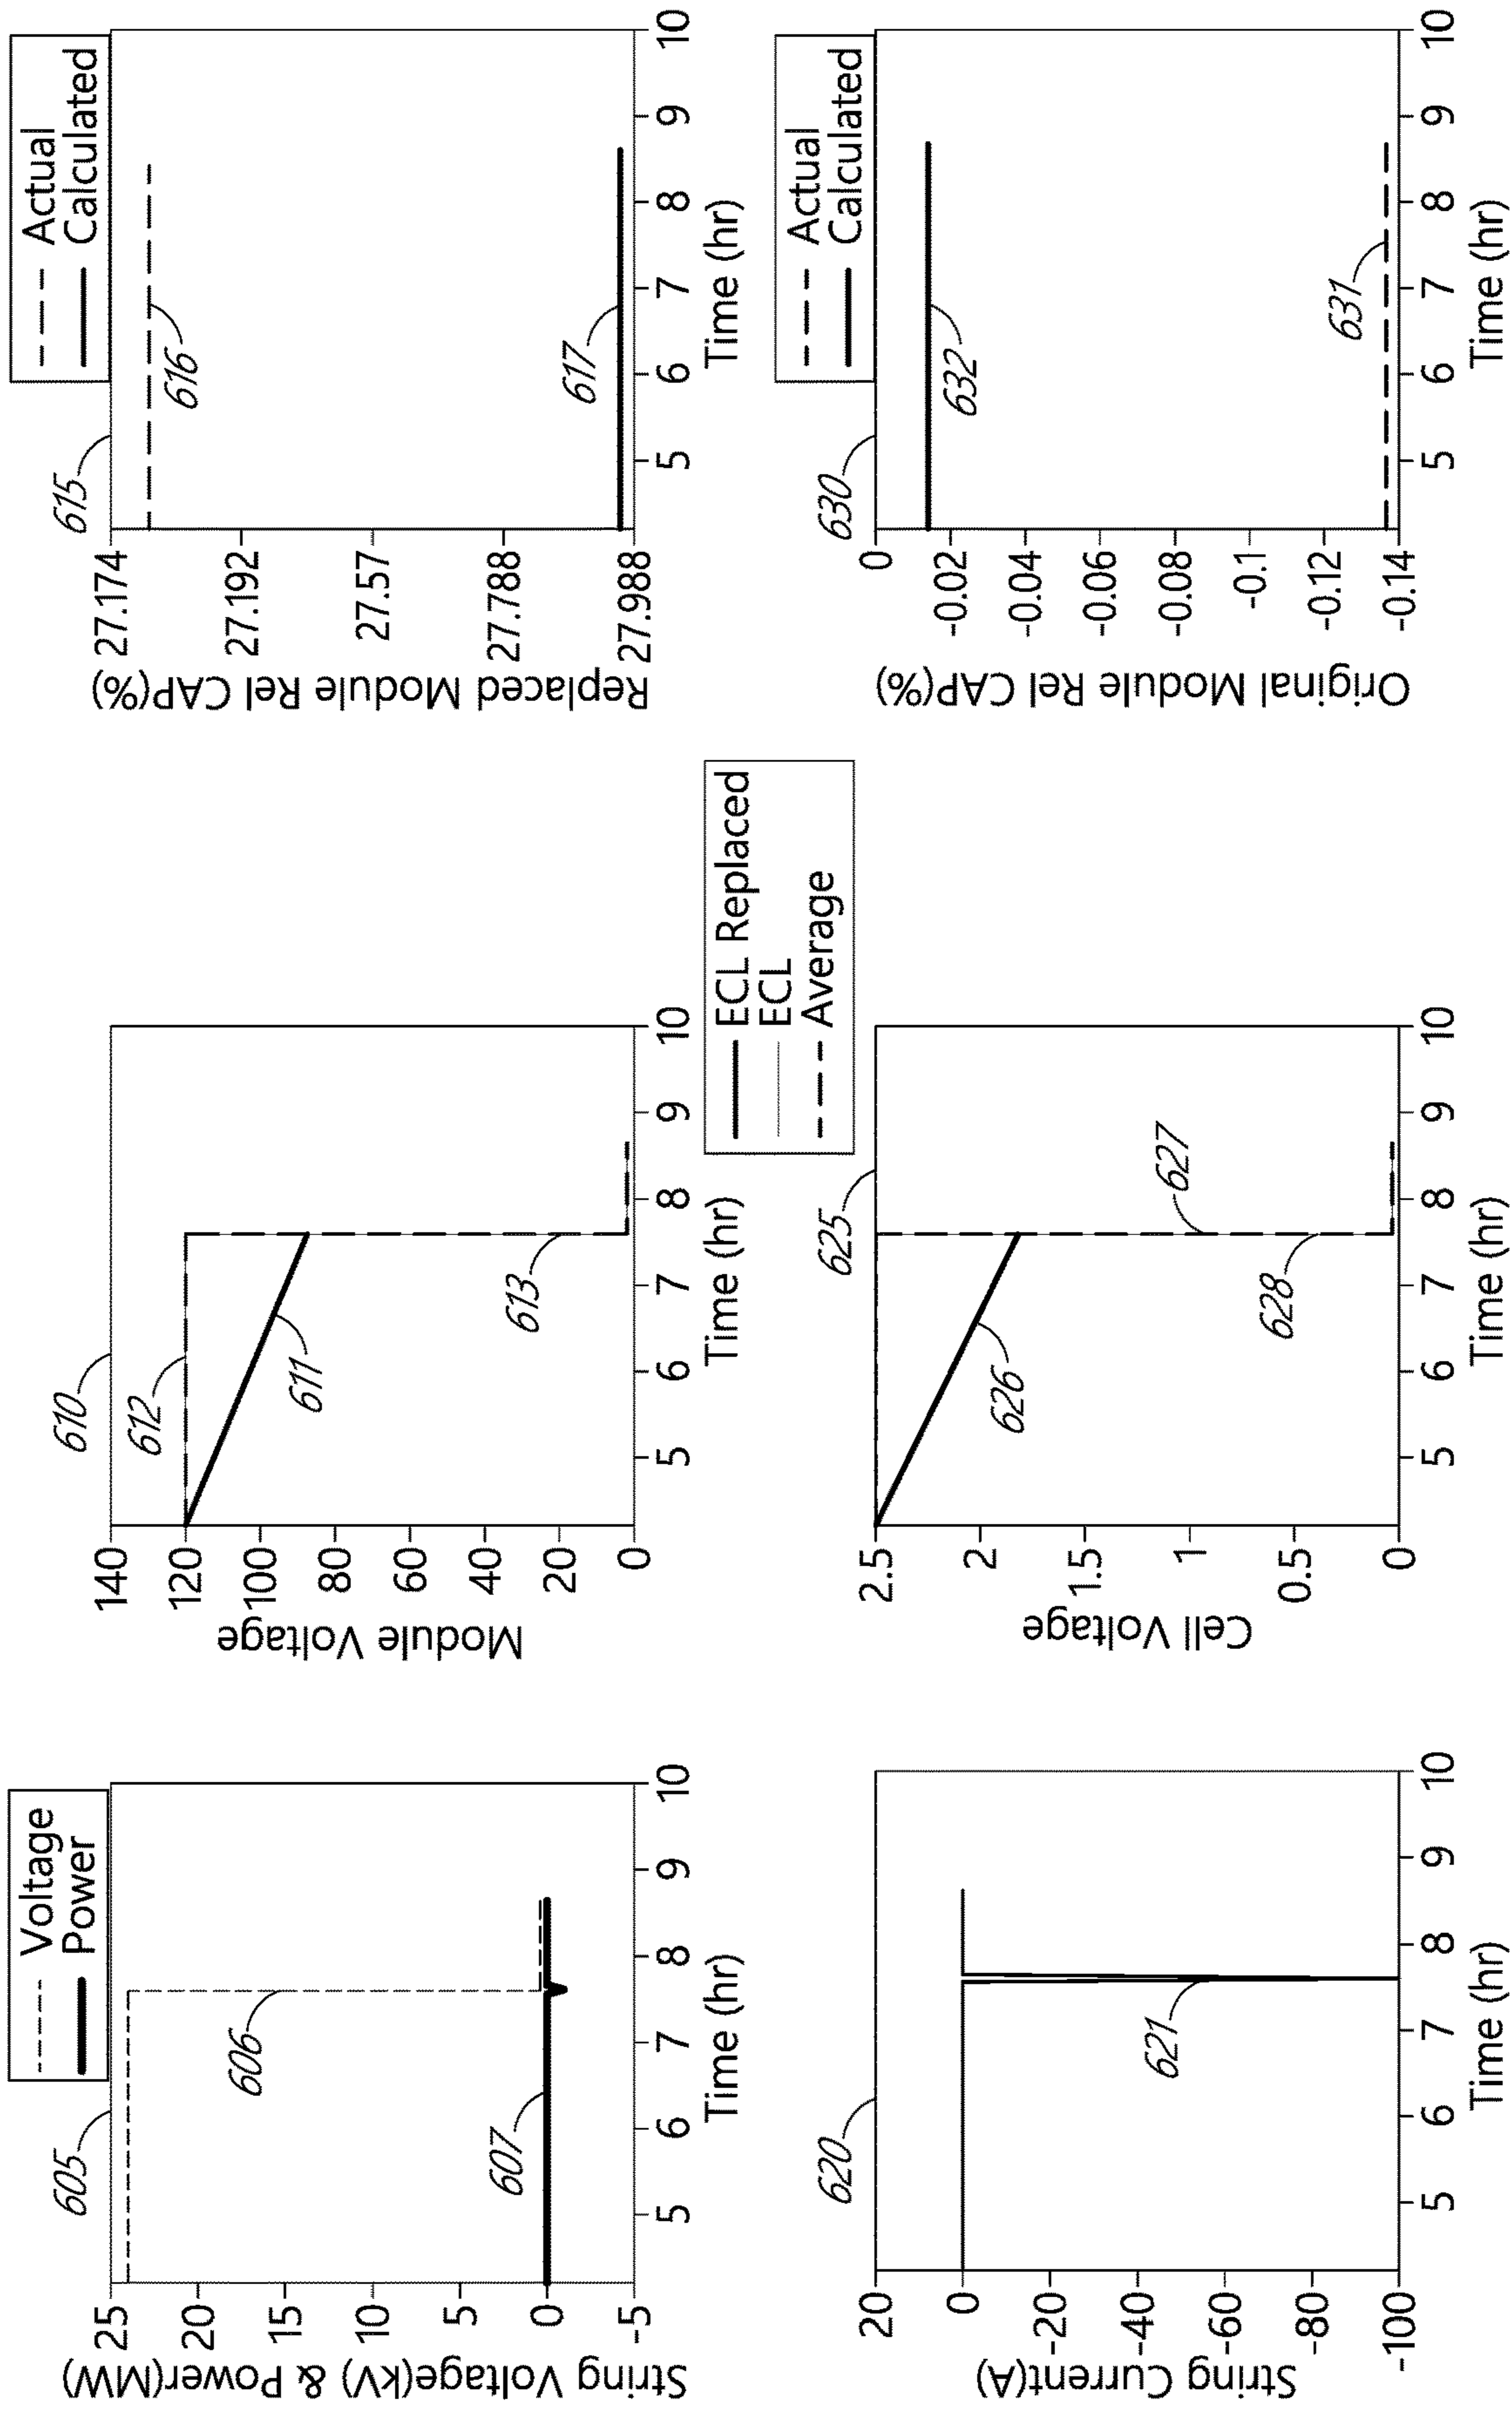 Voltage
Power
605
606
607
25
20
15
10
5
0
-5
String Voltage(kV) & Power(MW)
5 6 7 8 9 10
Time (hr)
610
612
611
613
140
120
100
80
60
40
20
0
Module Voltage
5 6 7 8 9 10
Time (hr)
Actual
Calculated
615
616
617
27.174
27.192
27.57
27.788
27.988
Replaced Module Rel CAP(%)
5 6 7 8 9 10
Time (hr)
620
621
20
0
-20
-40
-60
-80
-100
String Current(A)
5 6 7 8 9 10
Time (hr)
ECL Replaced
ECL
Average
625
626
627
628
2.5
2
1.5
1
0.5
0
Cell Voltage
5 6 7 8 9 10
Time (hr)
Actual
Calculated
630
632
631
0
-0.02
-0.04
-0.06
-0.08
-0.1
-0.12
-0.14
Original Module Rel CAP(%)
5 6 7 8 9 10
Time (hr)